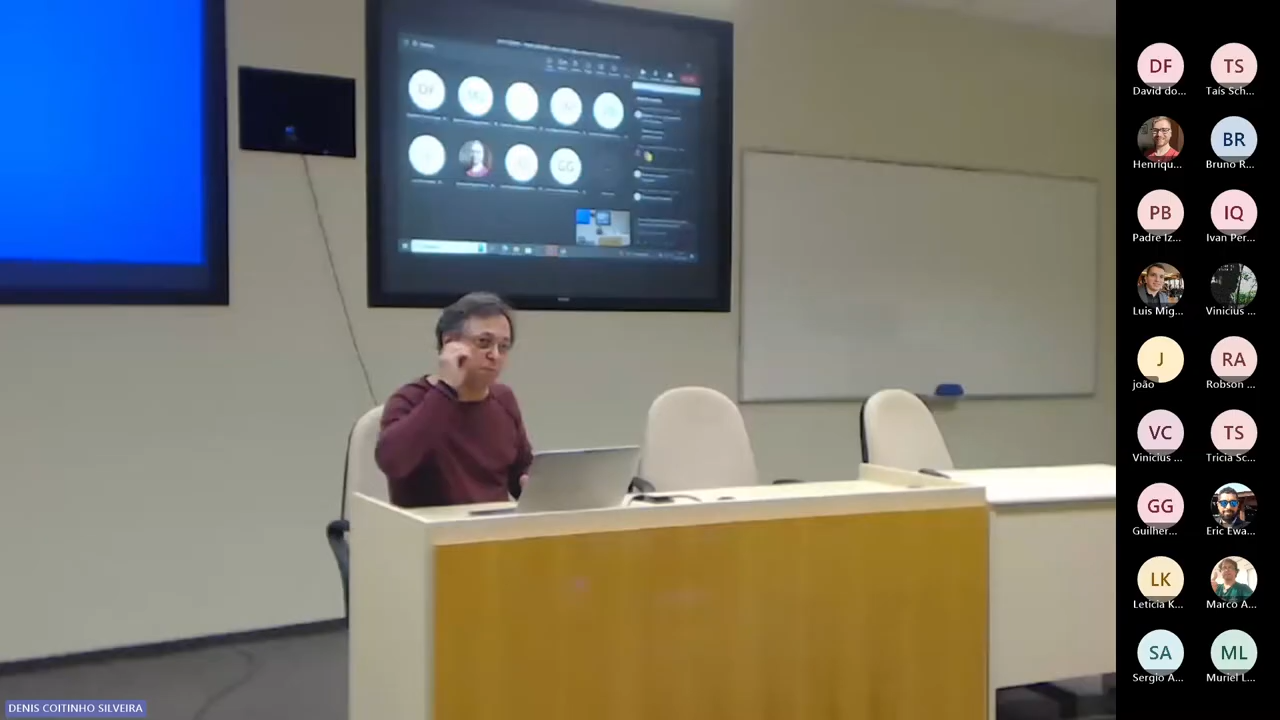 DF TS
David do... Taís Sch...
BR
Henriqu... Bruno R...
PB IQ
Padre Iz... Ivan Per...
Luis Mig... Vinicius ...
J RA
joão Robson ...
VC TS
Vinicius ... Tricia Sc...
GG
Guilher... Eric Ewa...
LK
Leticia K... Marco A...
SA ML
Sergio A... Muriel L...
DF
GG
DENIS COITINHO SILVEIRA